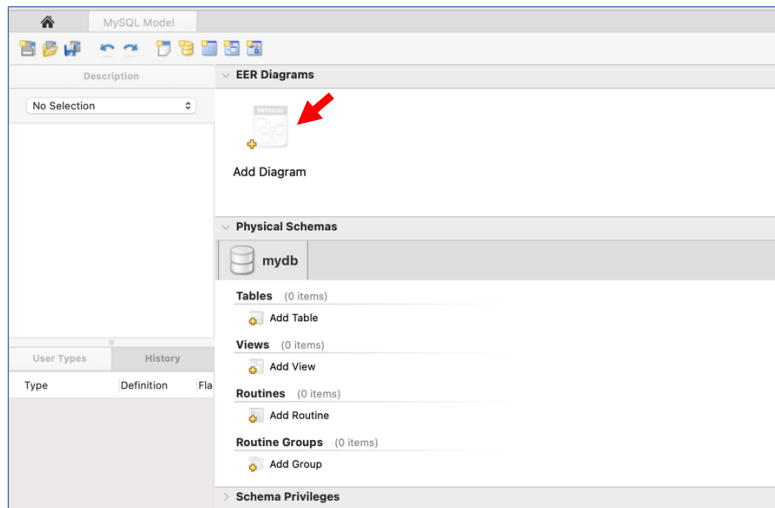 MySQL Model
Description
No Selection
EER Diagrams
PHYSICAL
Add Diagram
Physical Schemas
mydb
Tables (0 items)
Add Table
Views (0 items)
Add View
Routines (0 items)
Add Routine
Routine Groups (0 items)
Add Group
Schema Privileges
User Types History
Type Definition Fla